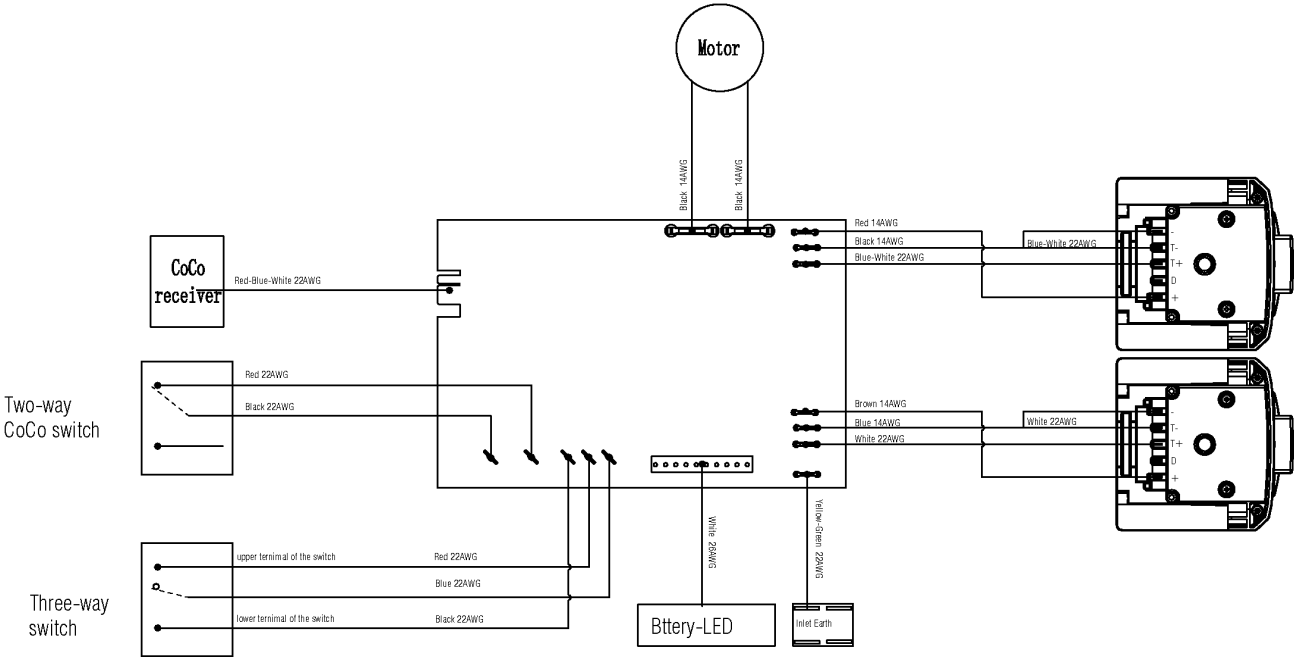 Motor
Black 14AWG
Black 14AWG
Red 14AWG
Black 14AWG
Blue-White 22AWG
Blue-White 22AWG
-
T-
T+
D
+
CoCo
receiver
Red-Blue-White 22AWG
Two-way
CoCo switch
Red 22AWG
Black 22AWG
Brown 14AWG
Blue 14AWG
White 22AWG
White 22AWG
-
T-
T+
D
+
Three-way
switch
upper ternimal of the switch
Red 22AWG
Blue 22AWG
lower ternimal of the switch
Black 22AWG
White 26AWG
Yellow-Green 22AWG
Bttery-LED
Inlet Earth